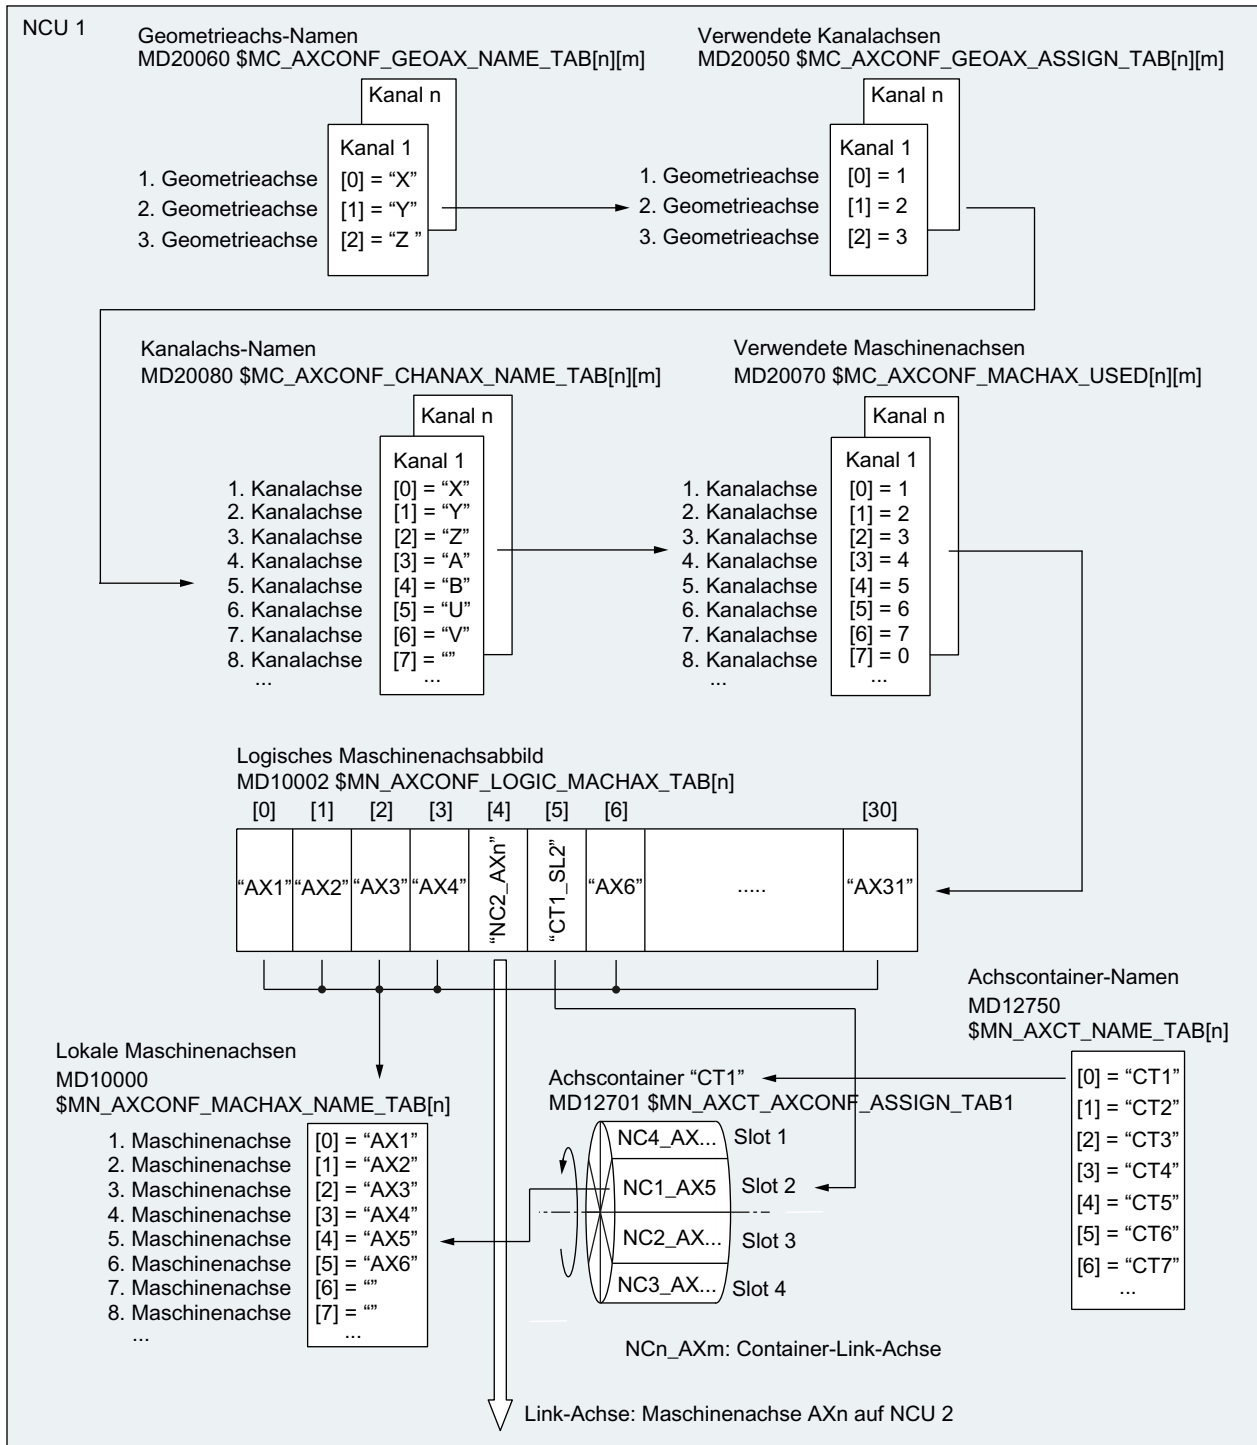 NCU 1
Geometrieachs-Namen
MD20060 $MC_AXCONF_GEOAX_NAME_TAB[n][m]
Kanal n
Kanal 1
1. Geometrieachse [0] = “X”
2. Geometrieachse [1] = “Y”
3. Geometrieachse [2] = “Z ”
Verwendete Kanalachsen
MD20050 $MC_AXCONF_GEOAX_ASSIGN_TAB[n][m]
Kanal n
Kanal 1
1. Geometrieachse [0] = 1
2. Geometrieachse [1] = 2
3. Geometrieachse [2] = 3
Kanalachs-Namen
MD20080 $MC_AXCONF_CHANAX_NAME_TAB[n][m]
Kanal n
Kanal 1
1. Kanalachse [0] = “X”
2. Kanalachse [1] = “Y”
3. Kanalachse [2] = “Z”
4. Kanalachse [3] = “A”
5. Kanalachse [4] = “B”
6. Kanalachse [5] = “U”
7. Kanalachse [6] = “V”
8. Kanalachse [7] = “”
... ...
Verwendete Maschinenachsen
MD20070 $MC_AXCONF_MACHAX_USED[n][m]
Kanal n
Kanal 1
1. Kanalachse [0] = 1
2. Kanalachse [1] = 2
3. Kanalachse [2] = 3
4. Kanalachse [3] = 4
5. Kanalachse [4] = 5
6. Kanalachse [5] = 6
7. Kanalachse [6] = 7
8. Kanalachse [7] = 0
... ...
Logisches Maschinenachsabbild
MD10002 $MN_AXCONF_LOGIC_MACHAX_TAB[n]
[0] [1] [2] [3] [4] [5] [6] [30]
“AX1” “AX2” “AX3” “AX4” “NC2_AXn” “CT1_SL2” “AX6” ..... “AX31”
Achscontainer-Namen
MD12750
$MN_AXCT_NAME_TAB[n]
[0] = “CT1”
[1] = “CT2”
[2] = “CT3”
[3] = “CT4”
[4] = “CT5”
[5] = “CT6”
[6] = “CT7”
...
Lokale Maschinenachsen
MD10000
$MN_AXCONF_MACHAX_NAME_TAB[n]
1. Maschinenachse [0] = “AX1”
2. Maschinenachse [1] = “AX2”
3. Maschinenachse [2] = “AX3”
4. Maschinenachse [3] = “AX4”
5. Maschinenachse [4] = “AX5”
6. Maschinenachse [5] = “AX6”
7. Maschinenachse [6] = “”
8. Maschinenachse [7] = “”
... ...
Achscontainer “CT1”
MD12701 $MN_AXCT_AXCONF_ASSIGN_TAB1
NC4_AX... Slot 1
NC1_AX5 Slot 2
NC2_AX... Slot 3
NC3_AX... Slot 4
NCn_AXm: Container-Link-Achse
Link-Achse: Maschinenachse AXn auf NCU 2